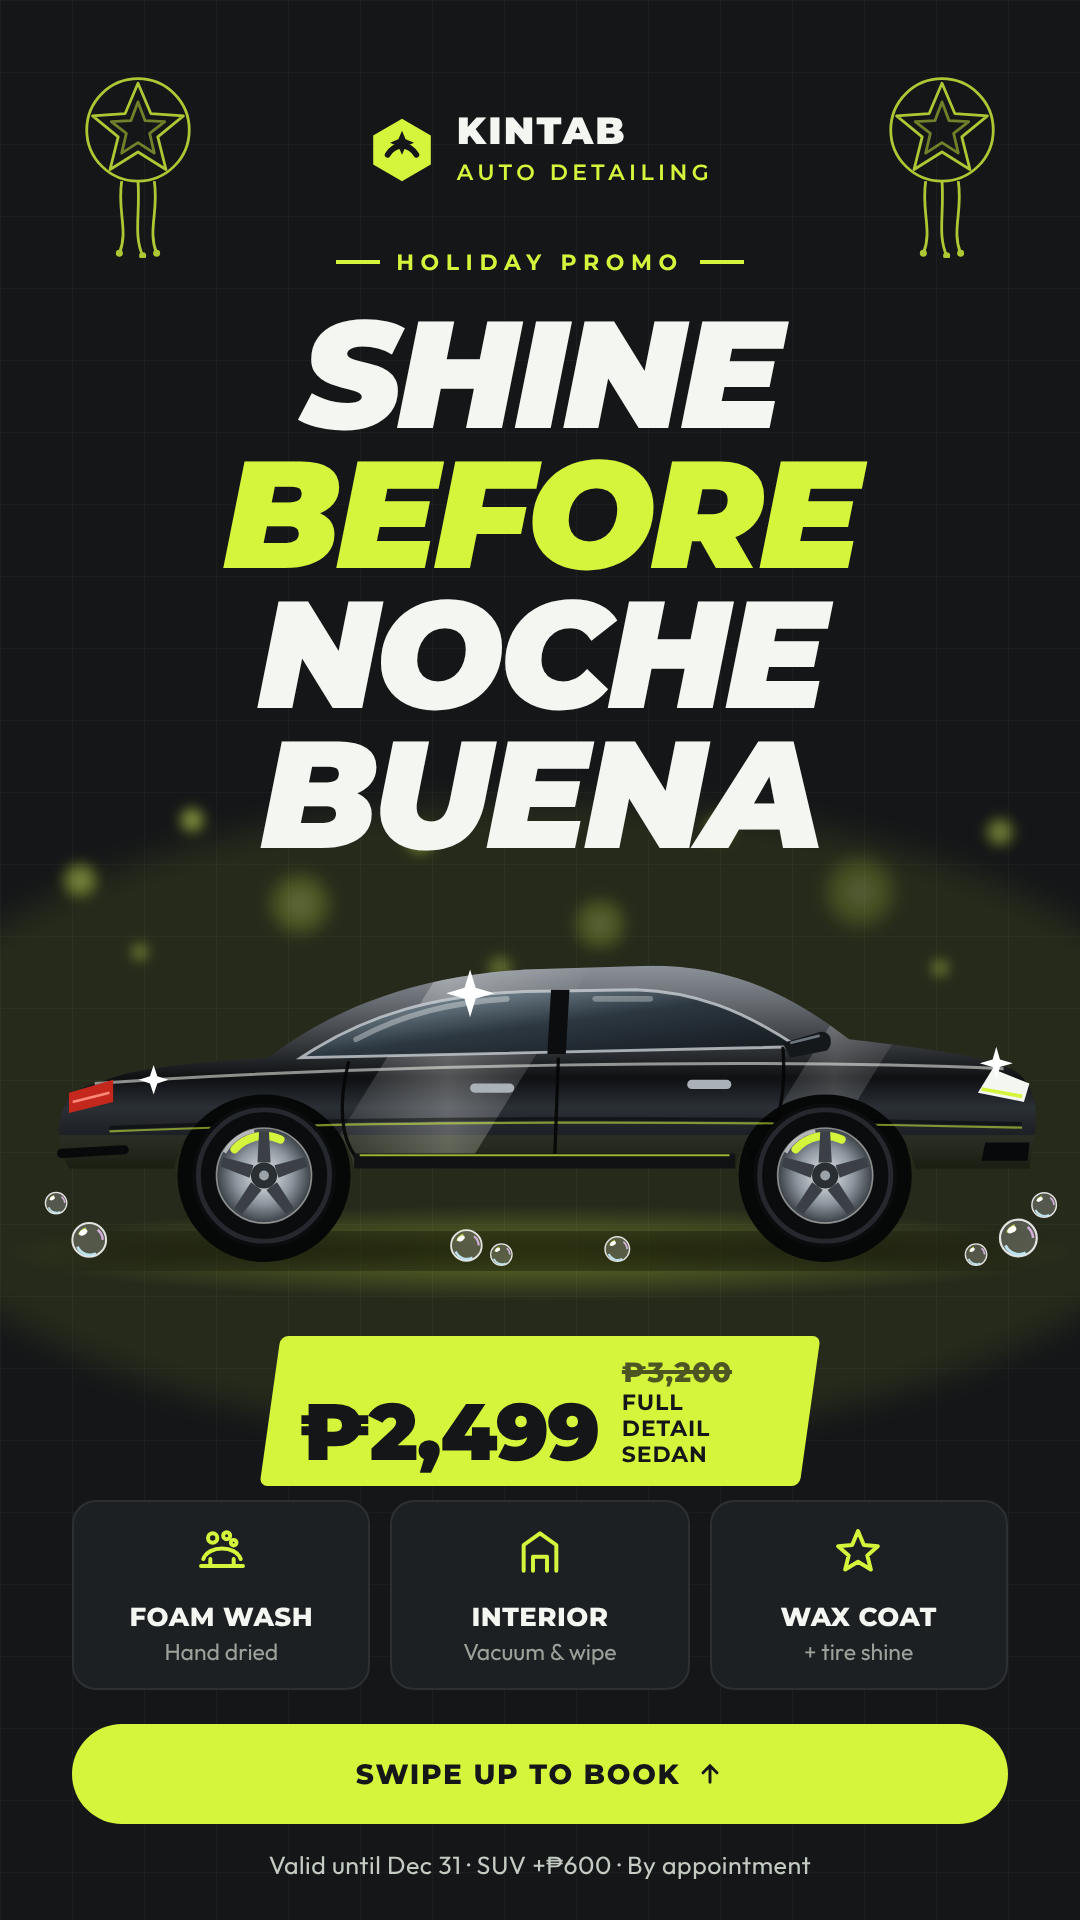 KINTAB
AUTO DETAILING
HOLIDAY PROMO
SHINE
BEFORE
NOCHE
BUENA
₱2,499
₱3,200
FULL
DETAIL
SEDAN
FOAM WASH
Hand dried
INTERIOR
Vacuum & wipe
WAX COAT
+ tire shine
SWIPE UP TO BOOK ↑
Valid until Dec 31 · SUV +₱600 · By appointment